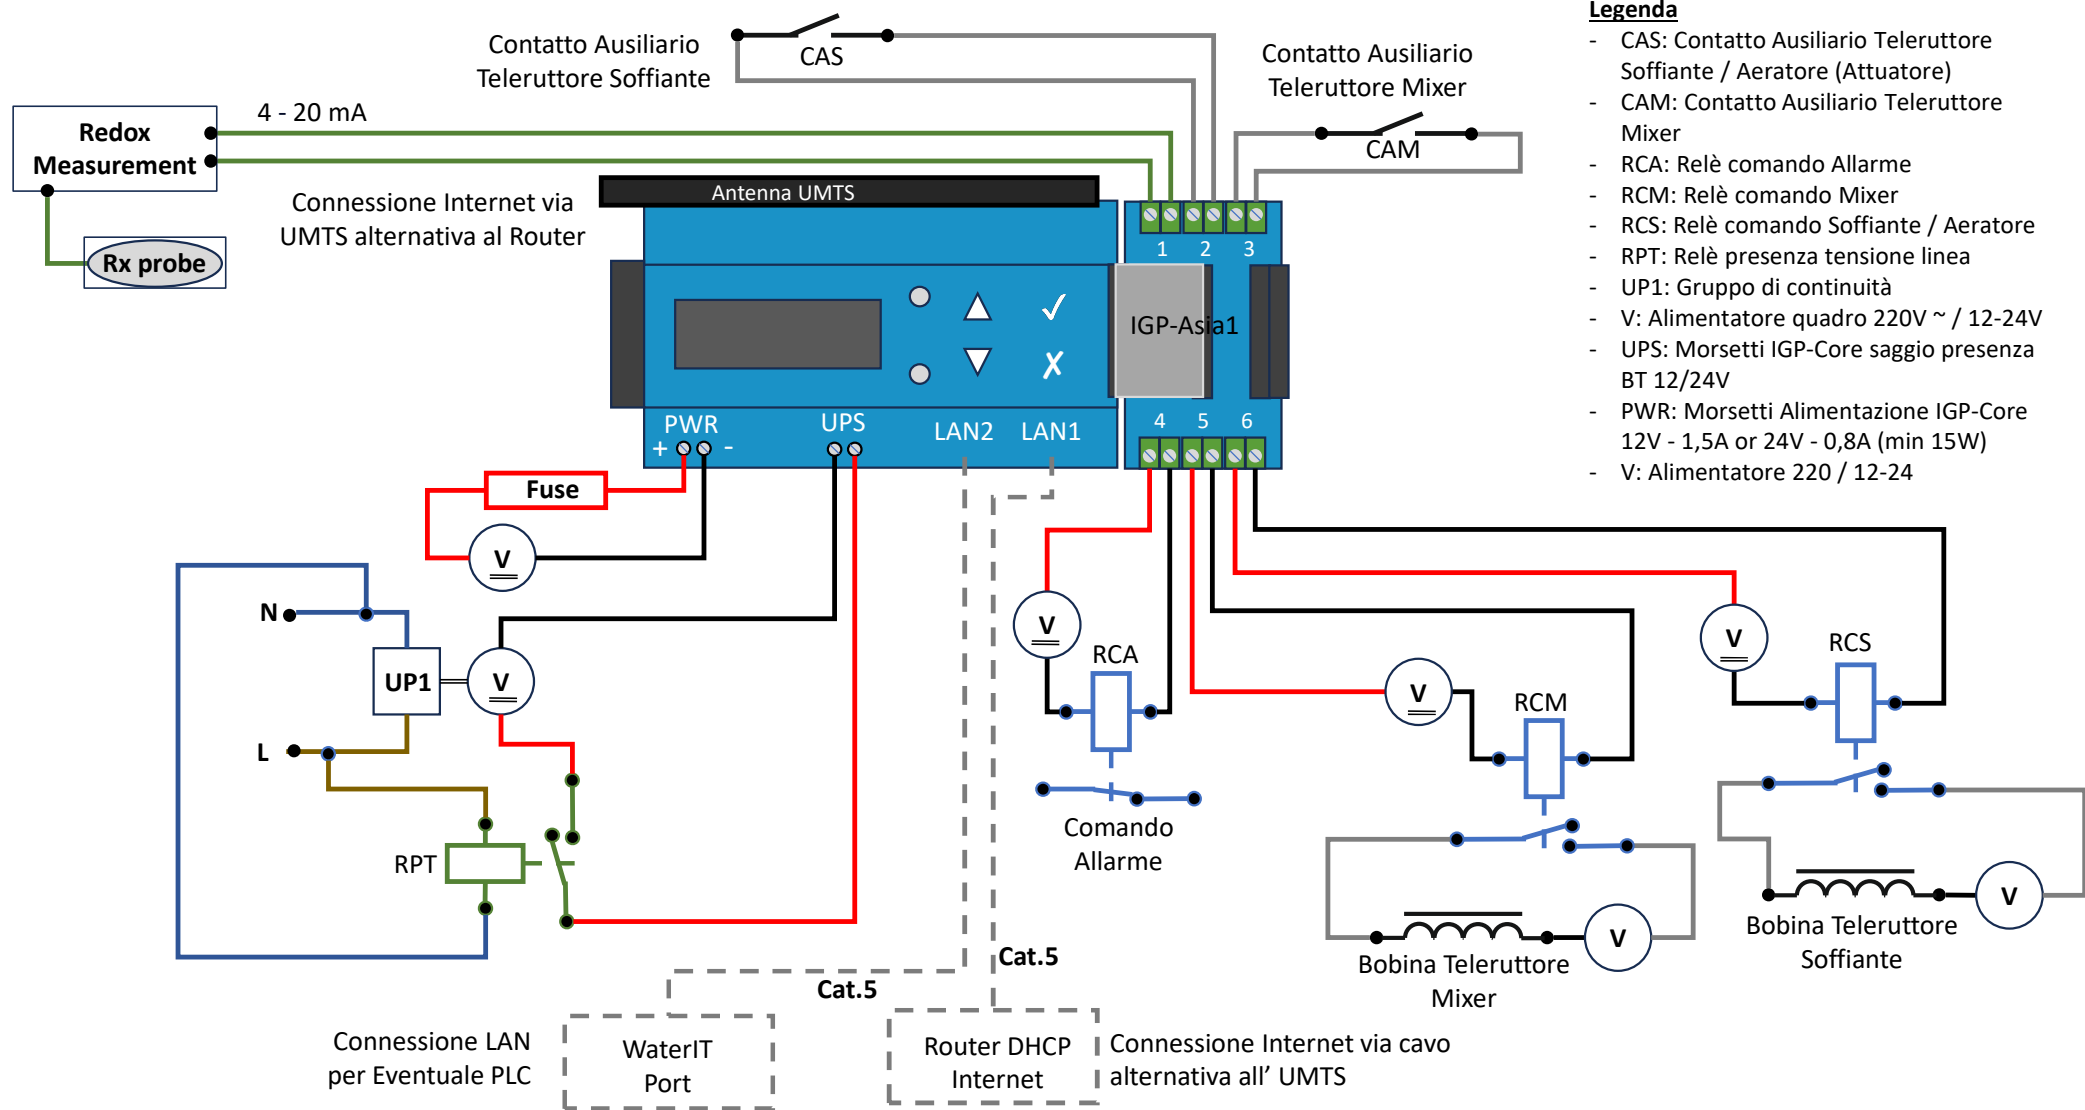 Legenda
- CAS: Contatto Ausiliario Teleruttore
Soffiante / Aeratore (Attuatore)
- CAM: Contatto Ausiliario Teleruttore
Mixer
- RCA: Relè comando Allarme
- RCM: Relè comando Mixer
- RCS: Relè comando Soffiante / Aeratore
- RPT: Relè presenza tensione linea
- UP1: Gruppo di continuità
- V: Alimentatore quadro 220V ~ / 12-24V
- UPS: Morsetti IGP-Core saggio presenza
BT 12/24V
- PWR: Morsetti Alimentazione IGP-Core
12V - 1,5A or 24V - 0,8A (min 15W)
- V: Alimentatore 220 / 12-24
Contatto Ausiliario
Teleruttore Soffiante
CAS
Contatto Ausiliario
Teleruttore Mixer
CAM
4 - 20 mA
Redox
Measurement
Rx probe
Connessione Internet via
UMTS alternativa al Router
Antenna UMTS
1 2 3
IGP-Asia1
PWR
+ -
UPS
LAN2
LAN1
4 5 6
Fuse
V
N
UP1
V
L
RPT
V
RCA
Comando
Allarme
V
RCM
V
RCS
V
Bobina Teleruttore
Mixer
V
Bobina Teleruttore
Soffiante
Cat.5
Cat.5
Connessione LAN
per Eventuale PLC
WaterIT
Port
Router DHCP
Internet
Connessione Internet via cavo
alternativa all’ UMTS